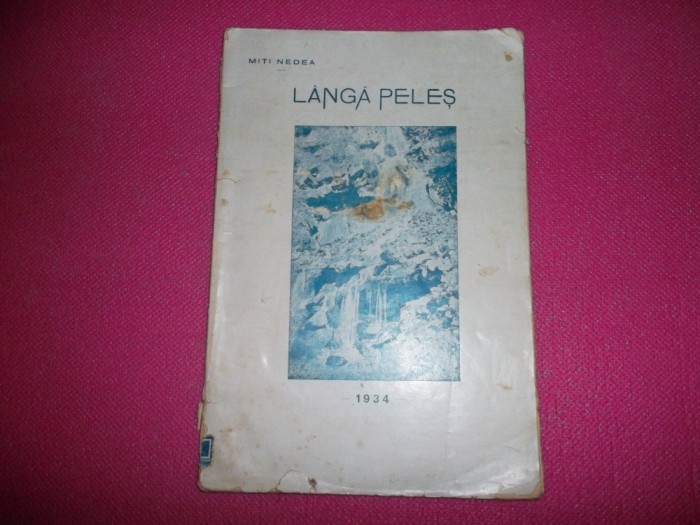 MITI NEDEA
LÂNGĂ PELEȘ
1934